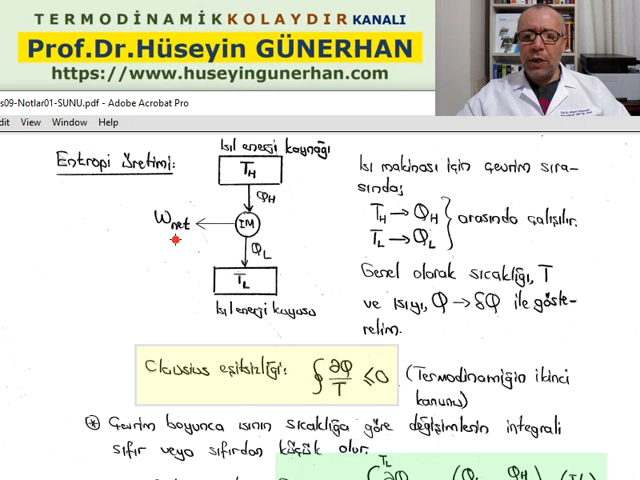 TERMODİNAMİKKOLAYDIR KANALI
Prof.Dr.Hüseyin GÜNERHAN
https://www.huseyingunerhan.com
s09-Notlar01-SUNU.pdf - Adobe Acrobat Pro
dit View Window Help
Entropi üretimi:
Isıl enerji kaynağı
TH
QH
Wnet
IM
QL
TL
Isıl enerji kuyusu
Isı makinası için çevrim sıra-
sında;
TH → QH
TL → QL
} arasında çalışılır.
Genel olarak sıcaklığı, T
ve ısıyı, Q → δQ ile göste-
relim.
Clausius eşitsizliği: ∮ ∂Q/T ≤ 0 (Termodinamiğin ikinci
kanunu)
* Çevrim boyunca ısının sıcaklığa göre değişimlerin integrali
sıfır veya sıfırdan küçük olur.
TL